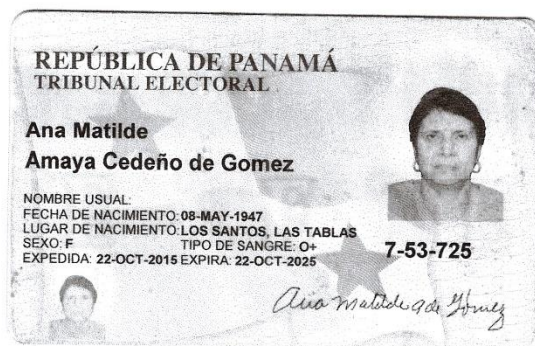 REPÚBLICA DE PANAMÁ
TRIBUNAL ELECTORAL
Ana Matilde
Amaya Cedeño de Gomez
NOMBRE USUAL:
FECHA DE NACIMIENTO: 08-MAY-1947
LUGAR DE NACIMIENTO: LOS SANTOS, LAS TABLAS
SEXO: F TIPO DE SANGRE: O+
EXPEDIDA: 22-OCT-2015 EXPIRA: 22-OCT-2025
7-53-725
Ana Matilde A de Gómez